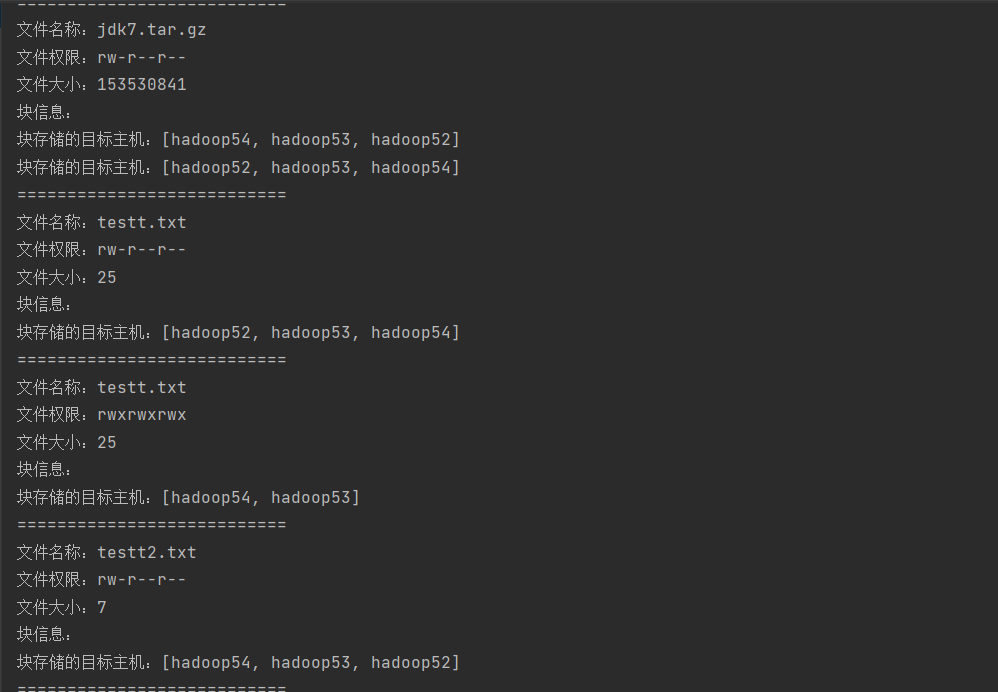 ===========================
文件名称：jdk7.tar.gz
文件权限：rw-r--r--
文件大小：153530841
块信息：
块存储的目标主机：[hadoop54, hadoop53, hadoop52]
块存储的目标主机：[hadoop52, hadoop53, hadoop54]
===========================
文件名称：testt.txt
文件权限：rw-r--r--
文件大小：25
块信息：
块存储的目标主机：[hadoop52, hadoop53, hadoop54]
===========================
文件名称：testt.txt
文件权限：rwxrwxrwx
文件大小：25
块信息：
块存储的目标主机：[hadoop54, hadoop53]
===========================
文件名称：testt2.txt
文件权限：rw-r--r--
文件大小：7
块信息：
块存储的目标主机：[hadoop54, hadoop53, hadoop52]
===========================